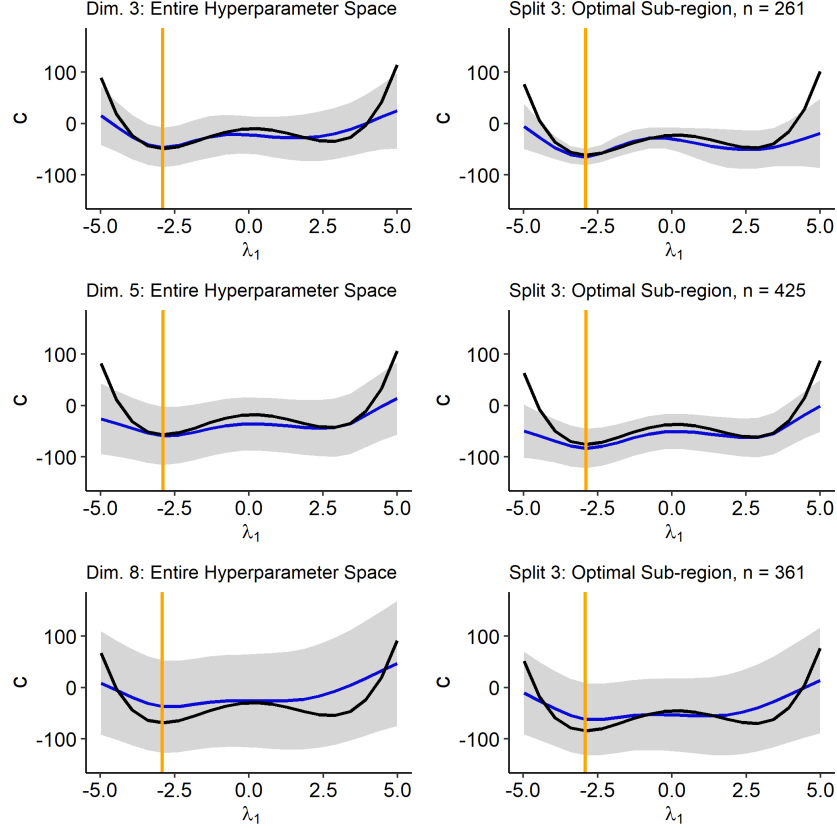 Dim. 3: Entire Hyperparameter Space
100
0
-100
c
-5.0 -2.5 0.0 2.5 5.0
λ1
Split 3: Optimal Sub-region, n = 261
100
0
-100
c
-5.0 -2.5 0.0 2.5 5.0
λ1
Dim. 5: Entire Hyperparameter Space
100
0
-100
c
-5.0 -2.5 0.0 2.5 5.0
λ1
Split 3: Optimal Sub-region, n = 425
100
0
-100
c
-5.0 -2.5 0.0 2.5 5.0
λ1
Dim. 8: Entire Hyperparameter Space
100
0
-100
c
-5.0 -2.5 0.0 2.5 5.0
λ1
Split 3: Optimal Sub-region, n = 361
100
0
-100
c
-5.0 -2.5 0.0 2.5 5.0
λ1